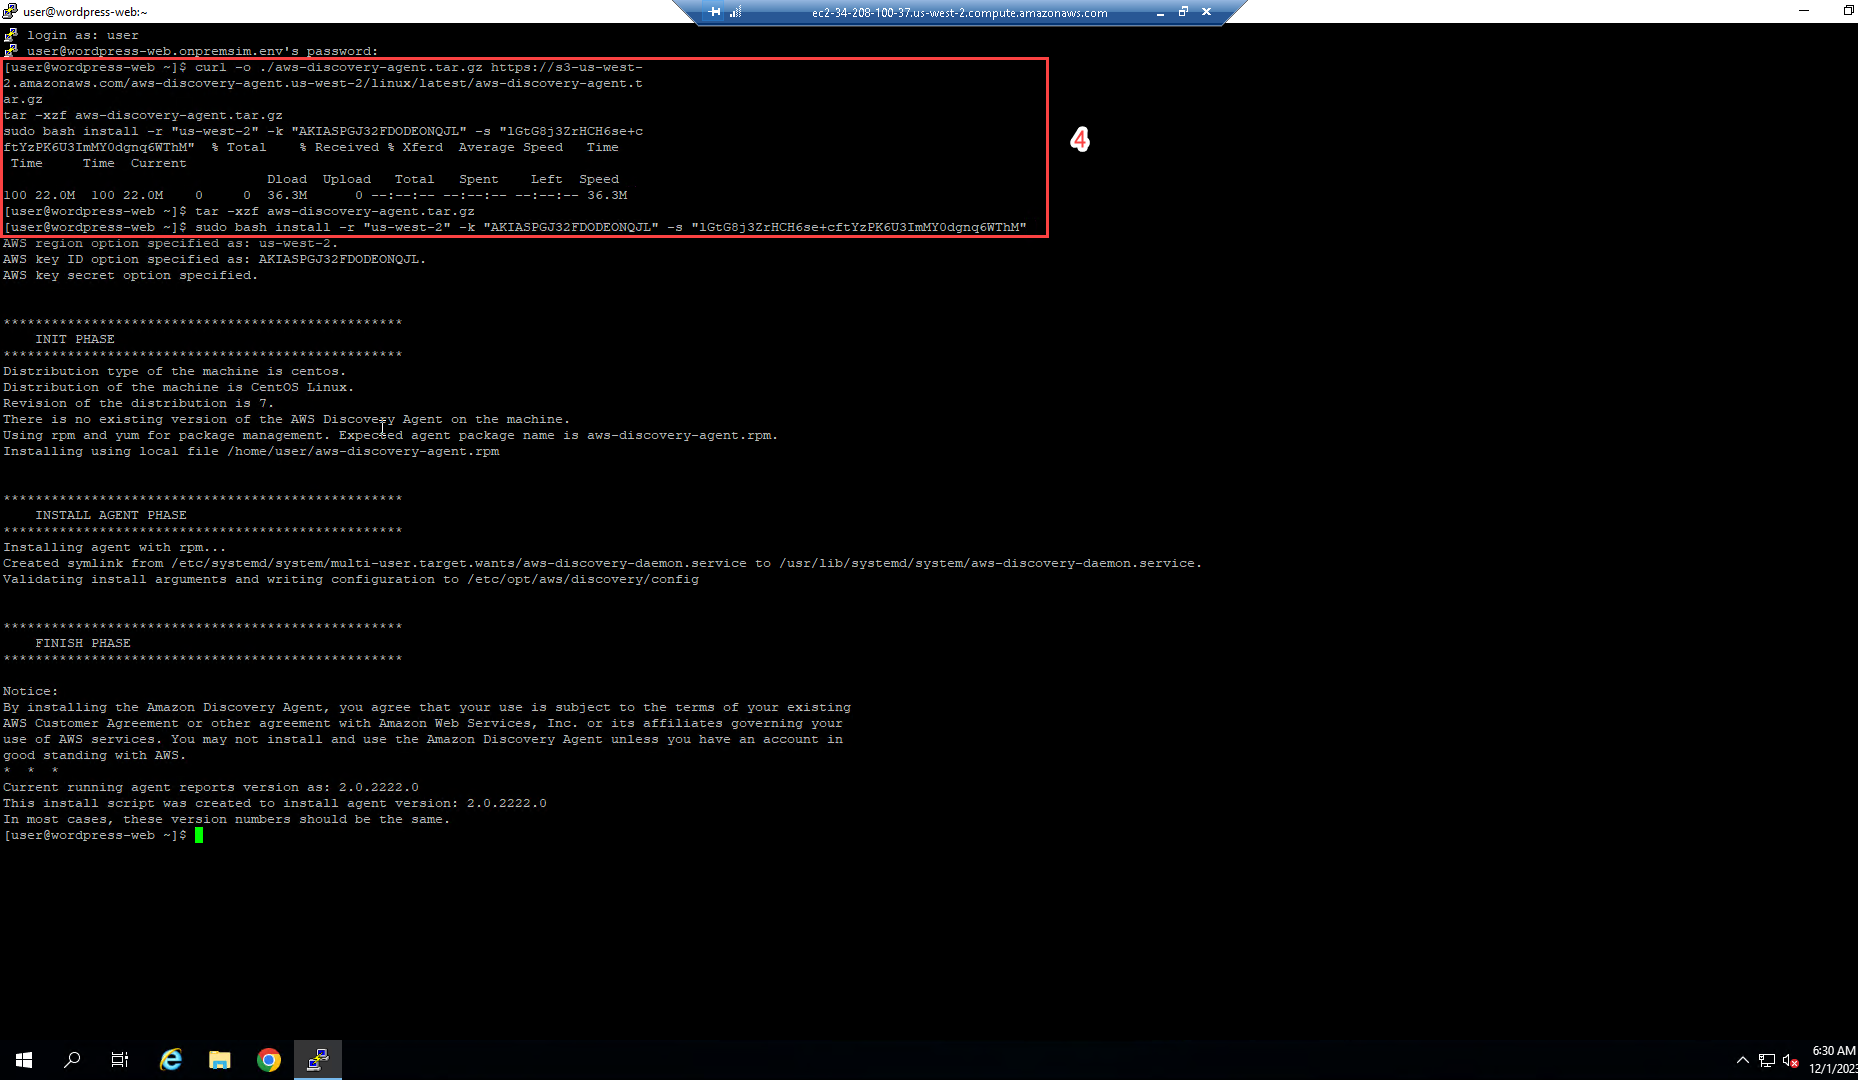 user@wordpress-web:~
ec2-34-208-100-37.us-west-2.compute.amazonaws.com
login as: user
user@wordpress-web.onpremsim.env's password:
[user@wordpress-web ~]$ curl -o ./aws-discovery-agent.tar.gz https://s3-us-west-
2.amazonaws.com/aws-discovery-agent.us-west-2/linux/latest/aws-discovery-agent.t
ar.gz
tar -xzf aws-discovery-agent.tar.gz
sudo bash install -r "us-west-2" -k "AKIASPGJ32FDODEONQJL" -s "lGtG8j3ZrHCH6se+c
ftYzPK6U3ImMY0dgnq6WThM"  % Total    % Received % Xferd  Average Speed   Time
Time     Time  Current
Dload  Upload   Total   Spent    Left  Speed
100 22.0M  100 22.0M    0     0  36.3M      0 --:--:-- --:--:-- --:--:-- 36.3M
[user@wordpress-web ~]$ tar -xzf aws-discovery-agent.tar.gz
[user@wordpress-web ~]$ sudo bash install -r "us-west-2" -k "AKIASPGJ32FDODEONQJL" -s "lGtG8j3ZrHCH6se+cftYzPK6U3ImMY0dgnq6WThM"
4
AWS region option specified as: us-west-2.
AWS key ID option specified as: AKIASPGJ32FDODEONQJL.
AWS key secret option specified.
**************************************************
INIT PHASE
**************************************************
Distribution type of the machine is centos.
Distribution of the machine is CentOS Linux.
Revision of the distribution is 7.
There is no existing version of the AWS Discovery Agent on the machine.
Using rpm and yum for package management. Expected agent package name is aws-discovery-agent.rpm.
Installing using local file /home/user/aws-discovery-agent.rpm
**************************************************
INSTALL AGENT PHASE
**************************************************
Installing agent with rpm...
Created symlink from /etc/systemd/system/multi-user.target.wants/aws-discovery-daemon.service to /usr/lib/systemd/system/aws-discovery-daemon.service.
Validating install arguments and writing configuration to /etc/opt/aws/discovery/config
**************************************************
FINISH PHASE
**************************************************
Notice:
By installing the Amazon Discovery Agent, you agree that your use is subject to the terms of your existing
AWS Customer Agreement or other agreement with Amazon Web Services, Inc. or its affiliates governing your
use of AWS services. You may not install and use the Amazon Discovery Agent unless you have an account in
good standing with AWS.
*  *  *
Current running agent reports version as: 2.0.2222.0
This install script was created to install agent version: 2.0.2222.0
In most cases, these version numbers should be the same.
[user@wordpress-web ~]$
6:30 AM
12/1/2023